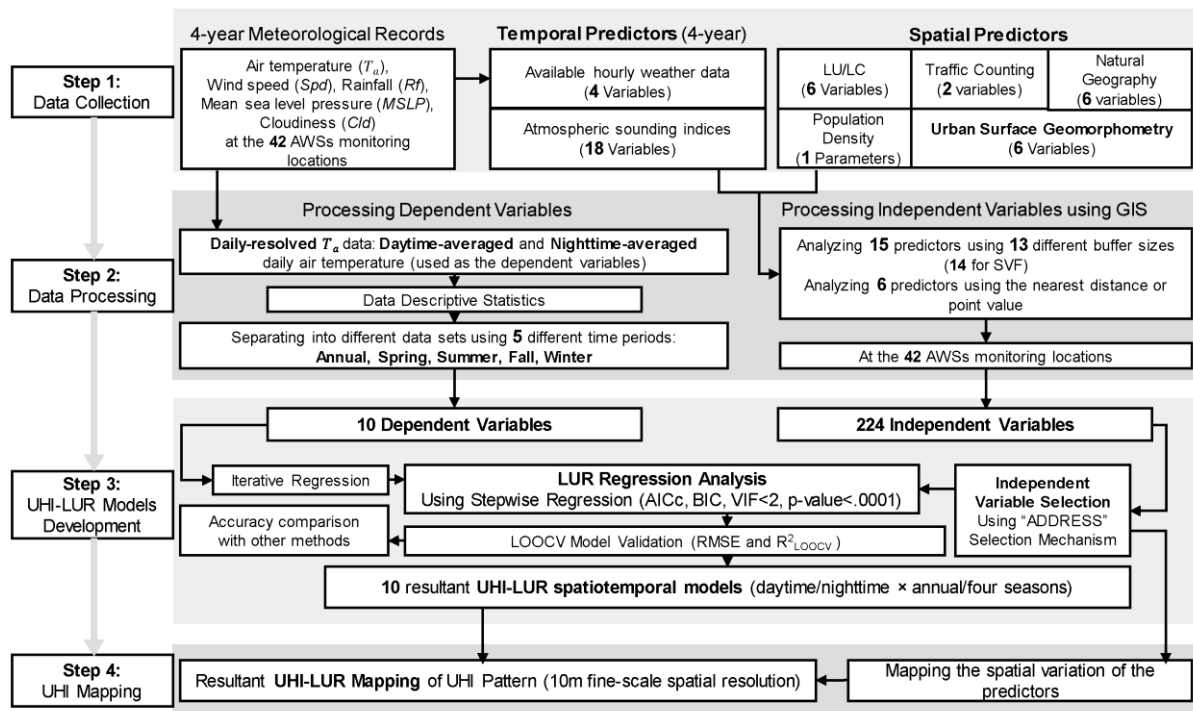 4-year Meteorological Records
Temporal Predictors (4-year)
Spatial Predictors
Step 1:
Data Collection
Air temperature (Tₐ),
Wind speed (Spd), Rainfall (Rf),
Mean sea level pressure (MSLP),
Cloudiness (Cld)
at the 42 AWSs monitoring
locations
Available hourly weather data
(4 Variables)
Atmospheric sounding indices
(18 Variables)
LU/LC
(6 Variables)
Traffic Counting
(2 variables)
Natural
Geography
(6 variables)
Population
Density
(1 Parameters)
Urban Surface Geomorphometry
(6 Variables)
Step 2:
Data Processing
Processing Dependent Variables
Daily-resolved Tₐ data: Daytime-averaged and Nighttime-averaged
daily air temperature (used as the dependent variables)
Data Descriptive Statistics
Separating into different data sets using 5 different time periods:
Annual, Spring, Summer, Fall, Winter
Processing Independent Variables using GIS
Analyzing 15 predictors using 13 different buffer sizes
(14 for SVF)
Analyzing 6 predictors using the nearest distance or
point value
At the 42 AWSs monitoring locations
Step 3:
UHI-LUR Models
Development
10 Dependent Variables
224 Independent Variables
Iterative Regression
LUR Regression Analysis
Using Stepwise Regression (AICc, BIC, VIF<2, p-value<.0001)
Independent
Variable Selection
Using “ADDRESS”
Selection Mechanism
Accuracy comparison
with other methods
LOOCV Model Validation (RMSE and R²LOOCV )
10 resultant UHI-LUR spatiotemporal models (daytime/nighttime × annual/four seasons)
Step 4:
UHI Mapping
Resultant UHI-LUR Mapping of UHI Pattern (10m fine-scale spatial resolution)
Mapping the spatial variation of the
predictors